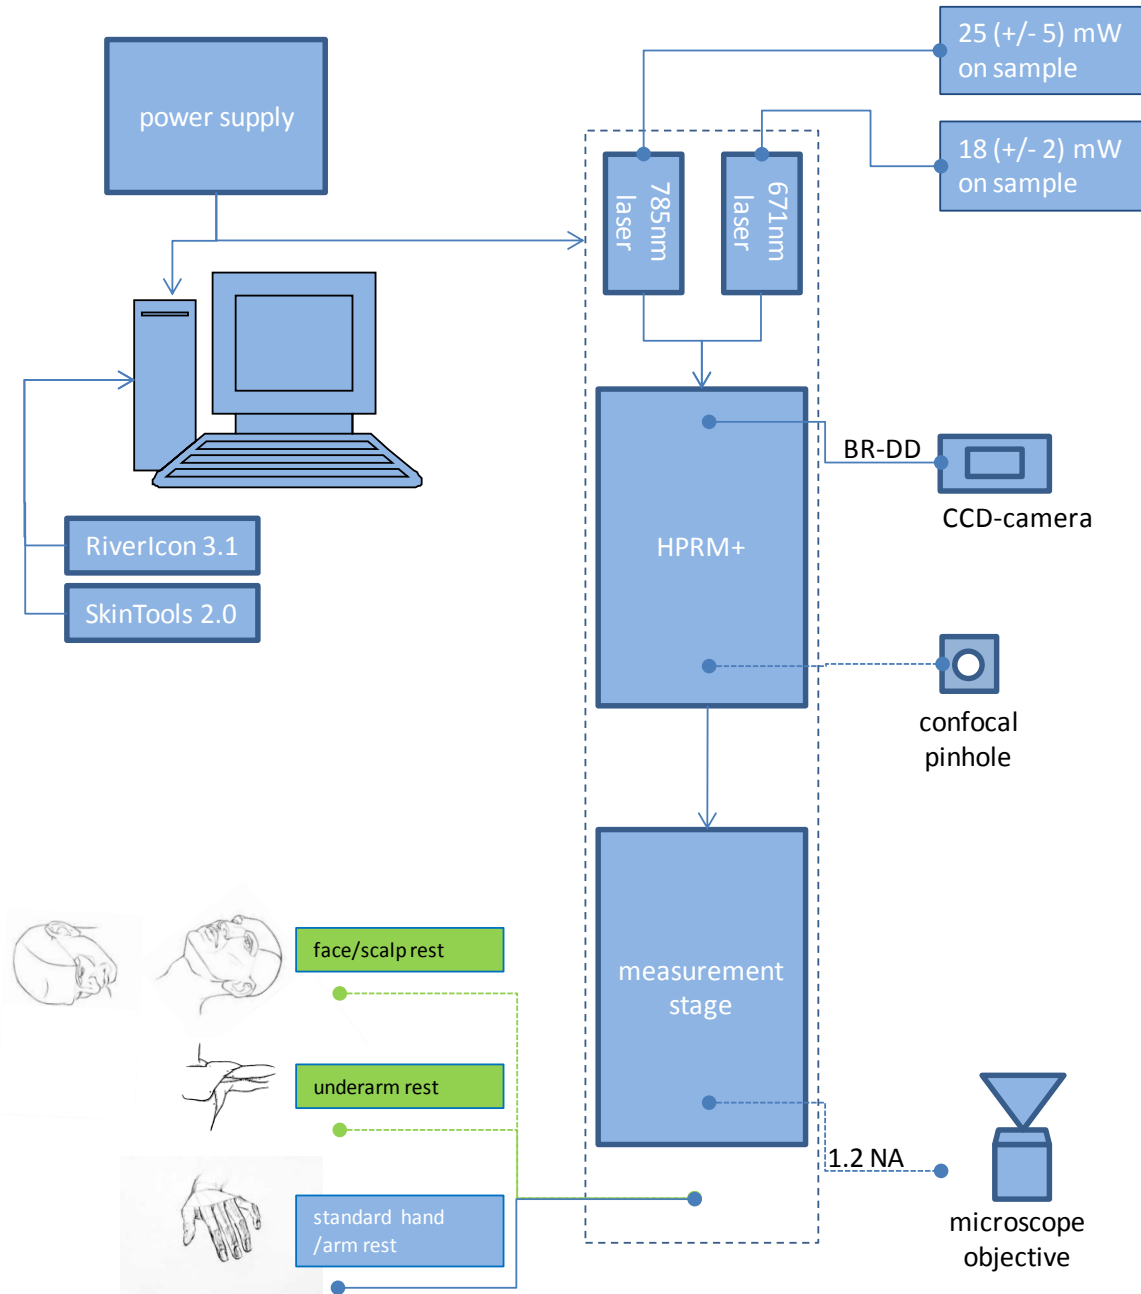 25 (+/- 5) mW
on sample
power supply
18 (+/- 2) mW
on sample
785nm
laser
671nm
laser
BR-DD
CCD-camera
HPRM+
RiverIcon 3.1
SkinTools 2.0
confocal
pinhole
face/scalp rest
measurement
stage
underarm rest
1.2 NA
standard hand
/arm rest
microscope
objective